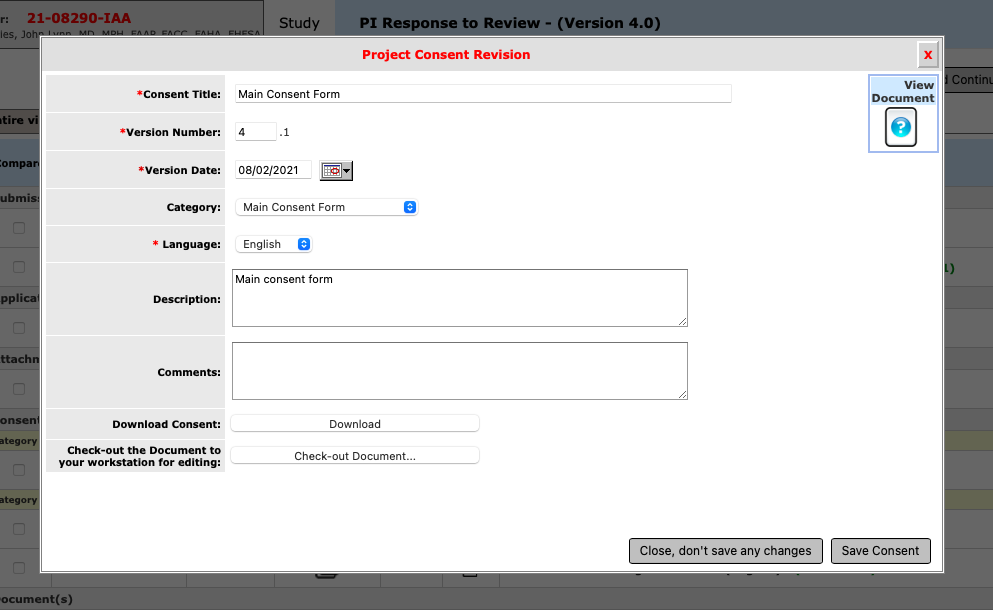 r: 21-08290-IAA
Study
PI Response to Review - (Version 4.0)
ies, John Lynn, MD, MPH, FAAP, FACC, FAHA, FHFSA
Project Consent Revision
X
d Continu
*Consent Title: Main Consent Form
View
Document
ntire vi
*Version Number: 4 .1
Compar
*Version Date: 08/02/2021
ubmiss
Category: Main Consent Form
* Language: English
1)
Description: Main consent form
pplicat
ttachn
Comments:
onsent
Download Consent: Download
ategory
Check-out the Document to
your workstation for editing: Check-out Document...
ategory
Close, don't save any changes
Save Consent
ocument(s)